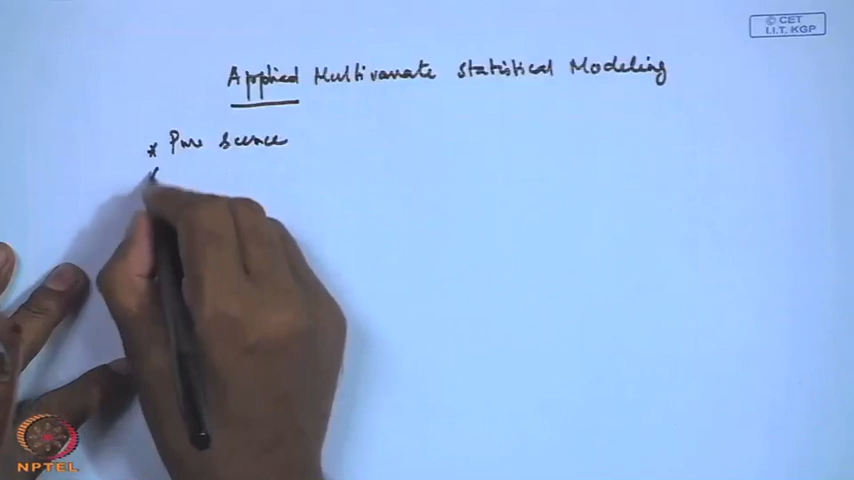 © CET
I.I.T. KGP
Applied Multivariate Statistical Modeling
* Pure Science
NPTEL